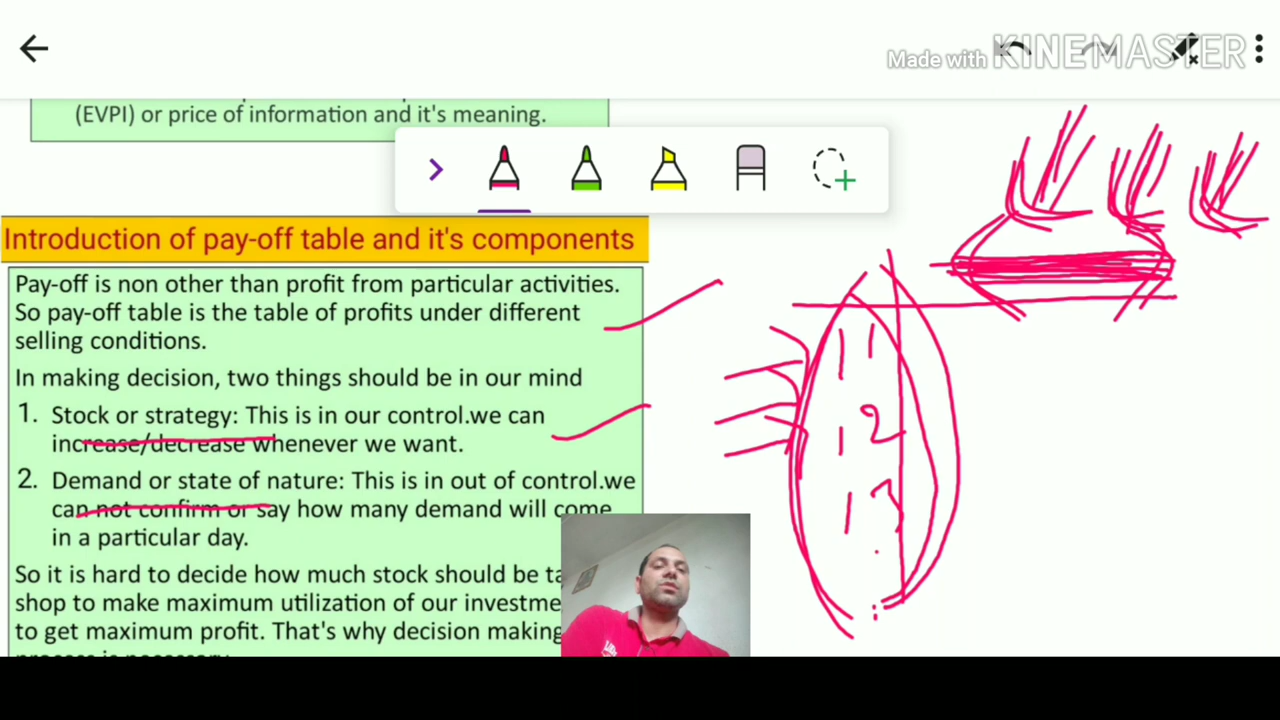 Made with KINEMASTER
(EVPI) or price of information and it's meaning.
Introduction of pay-off table and it's components
Pay-off is non other than profit from particular activities.
So pay-off table is the table of profits under different
selling conditions.
In making decision, two things should be in our mind
1. Stock or strategy: This is in our control.we can
increase/decrease whenever we want.
2. Demand or state of nature: This is in out of control.we
can not confirm or say how many demand will come
in a particular day.
So it is hard to decide how much stock should be
shop to make maximum utilization of our
to get maximum profit. That's why decision making
11
12
13